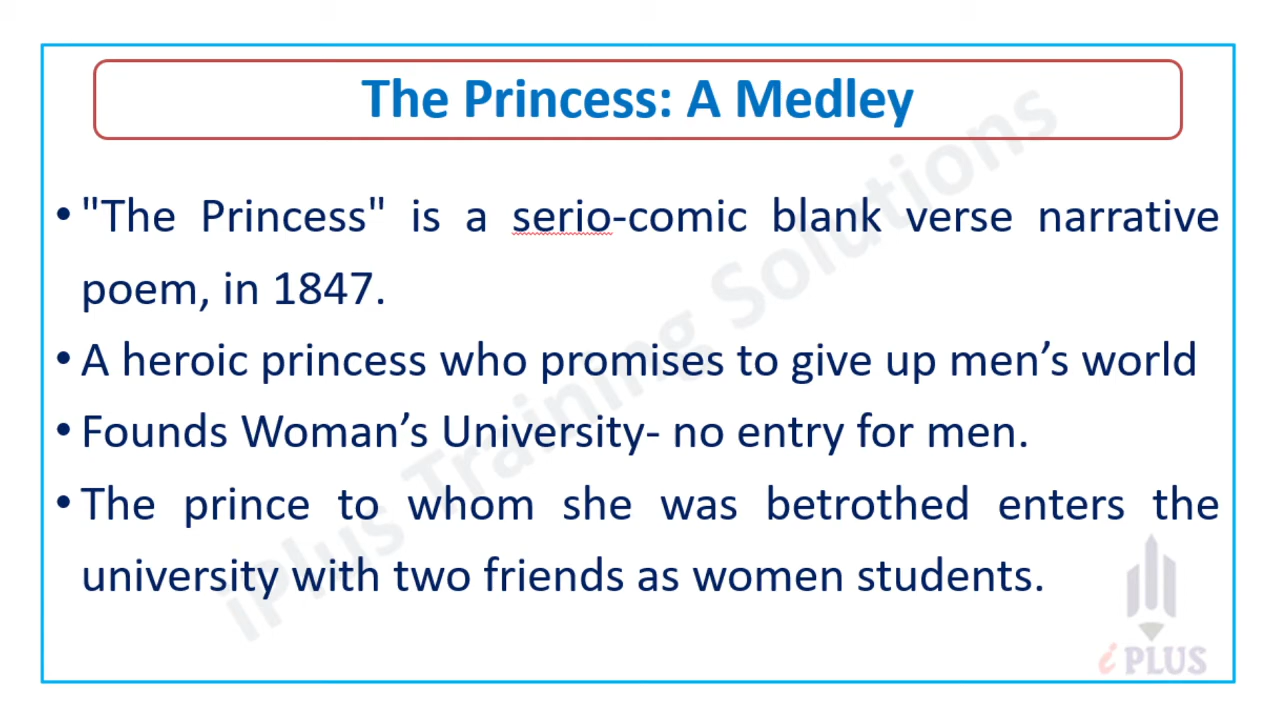 The Princess: A Medley
• "The Princess" is a serio-comic blank verse narrative
poem, in 1847.
• A heroic princess who promises to give up men’s world
• Founds Woman’s University- no entry for men.
• The prince to whom she was betrothed enters the
university with two friends as women students.
iPlus Training Solutions
i PLUS